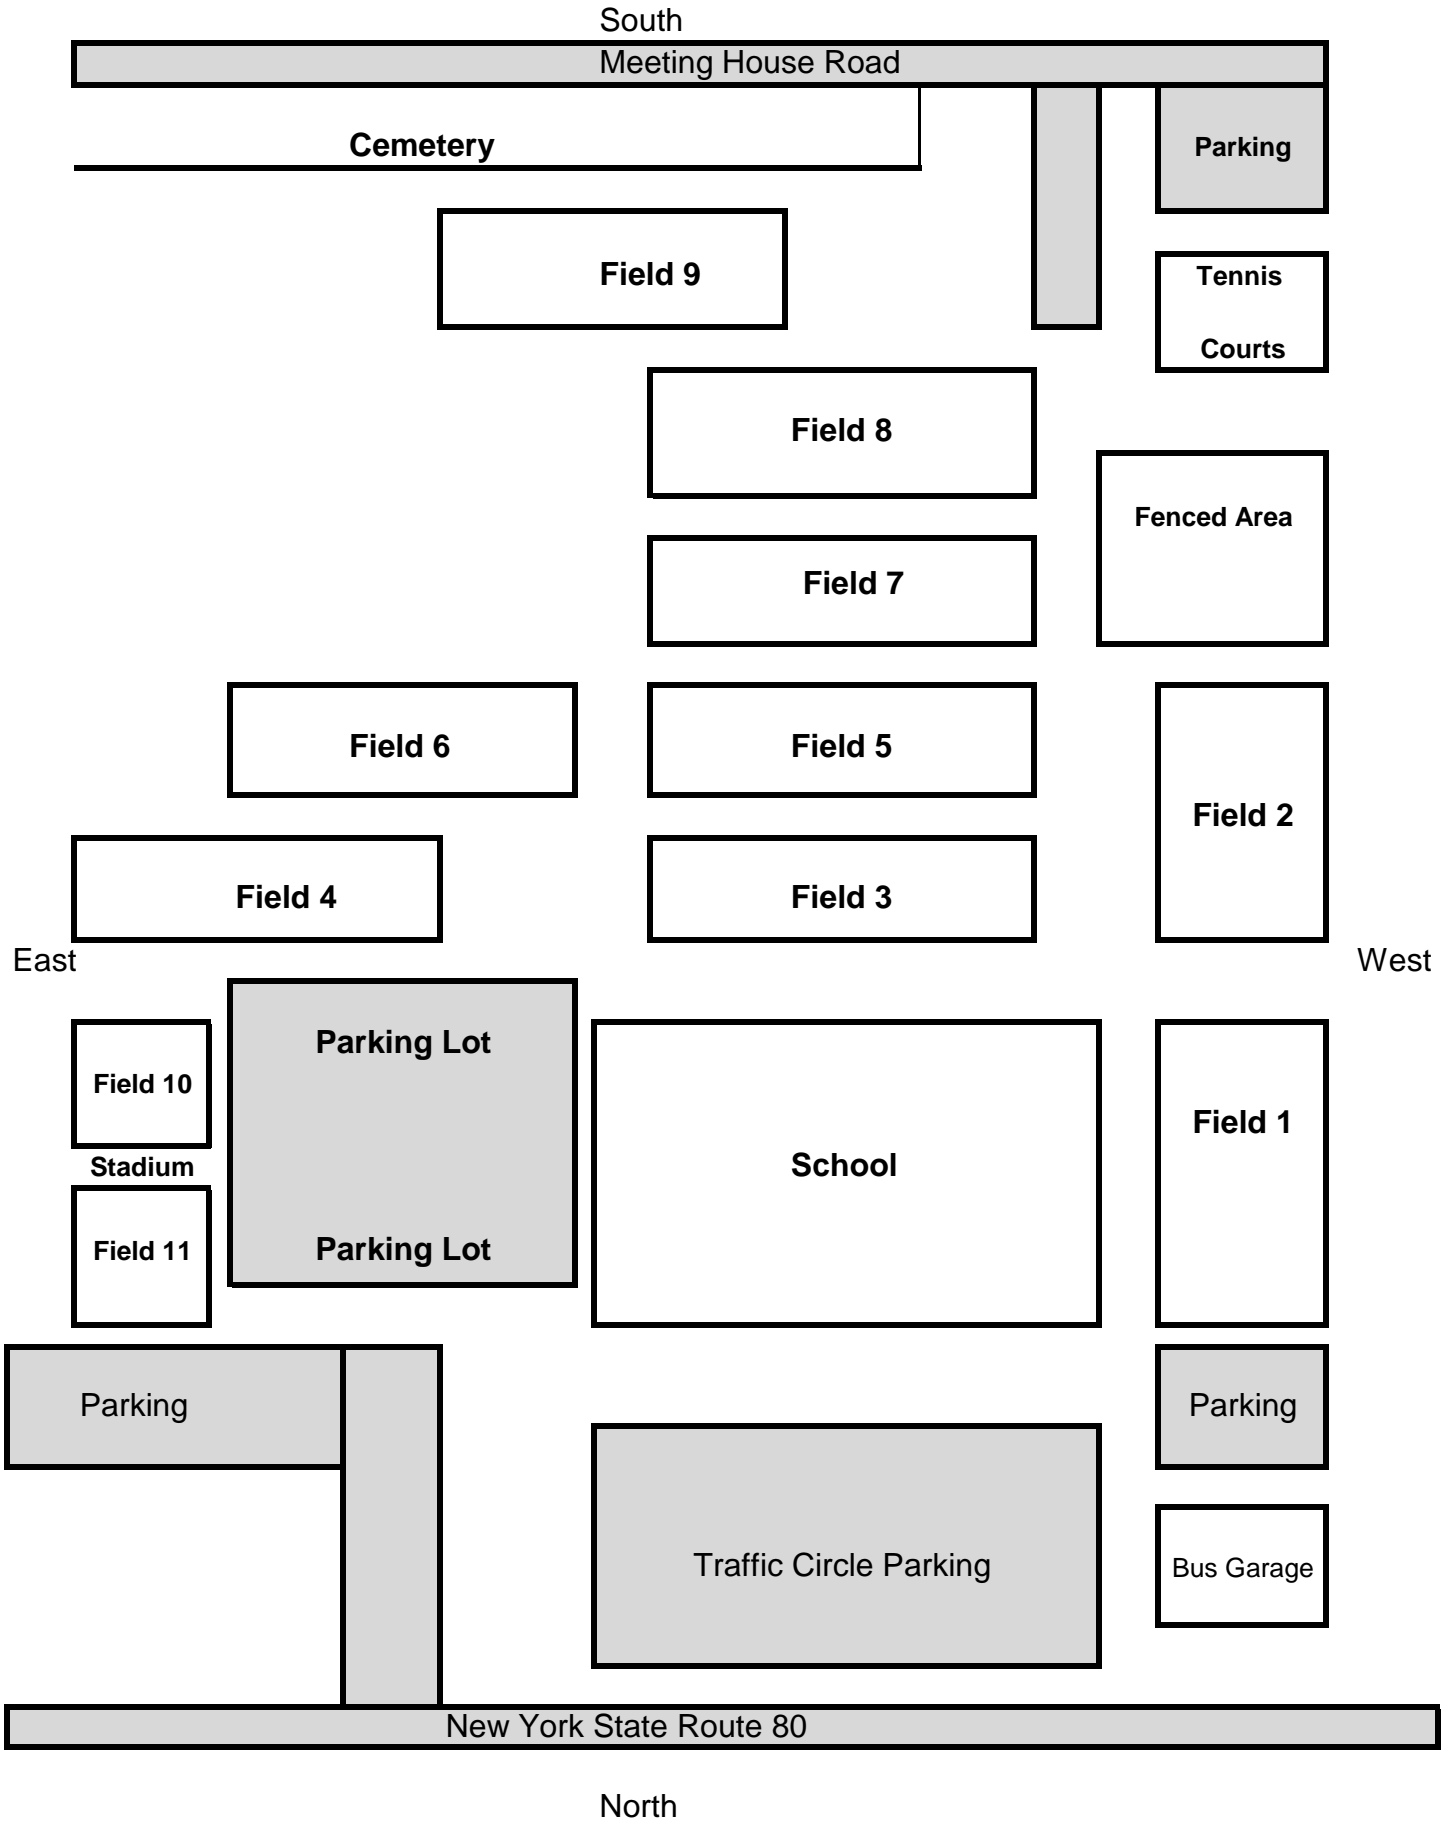 South
Meeting House Road
Cemetery
Parking
Field 9
Tennis
Courts
Field 8
Fenced Area
Field 7
Field 6
Field 5
Field 2
Field 4
Field 3
East
West
Parking Lot
Field 10
Field 1
Stadium
School
Field 11
Parking Lot
Parking
Parking
Traffic Circle Parking
Bus Garage
New York State Route 80
North